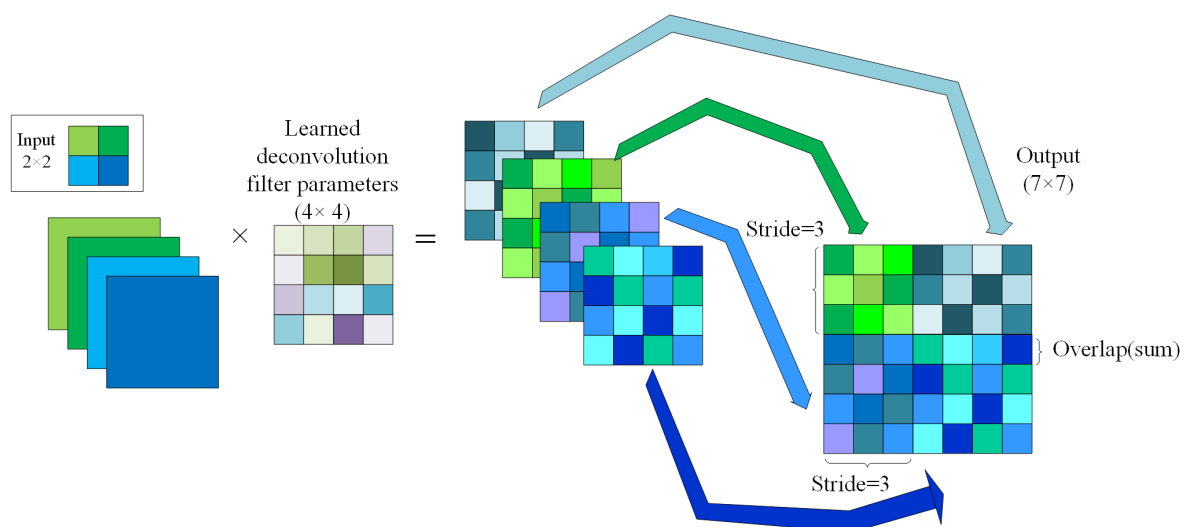 Input
2×2
×
Learned
deconvolution
filter parameters
(4× 4)
=
Output
(7×7)
Stride=3
Overlap(sum)
Stride=3